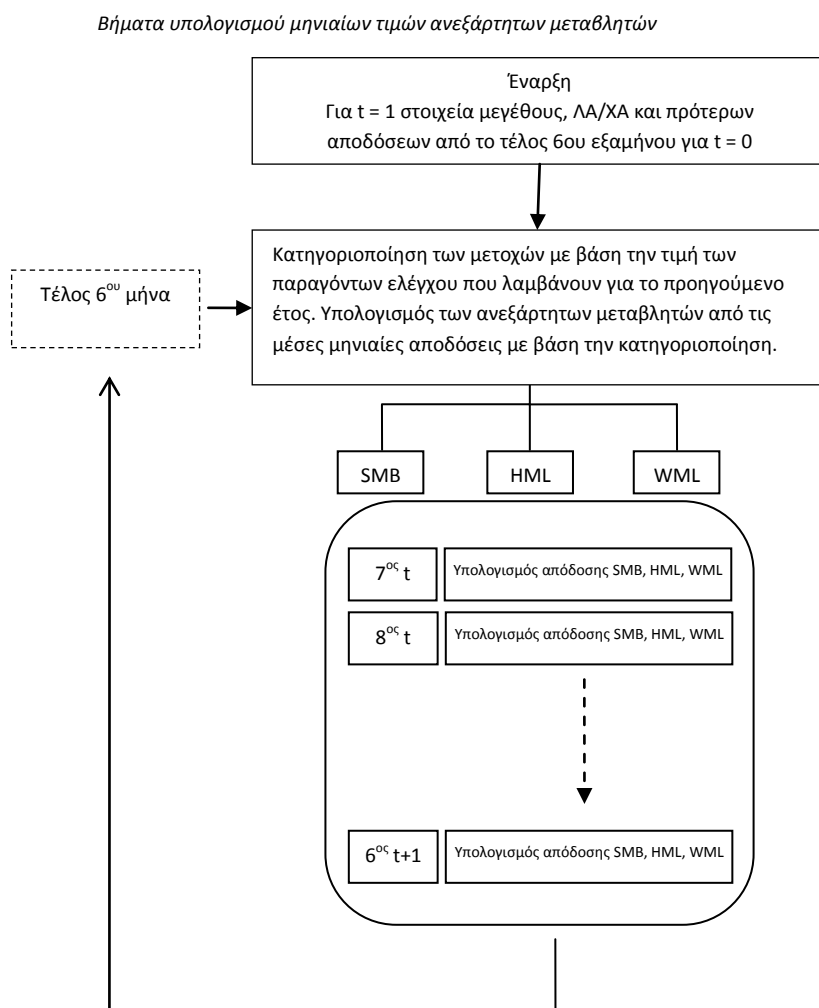 Βήματα υπολογισμού μηνιαίων τιμών ανεξάρτητων μεταβλητών
Έναρξη
Για t = 1 στοιχεία μεγέθους, ΛΑ/ΧΑ και πρότερων
αποδόσεων από το τέλος 6ου εξαμήνου για t = 0
Τέλος 6ου μήνα
Κατηγοριοποίηση των μετοχών με βάση την τιμή των
παραγόντων ελέγχου που λαμβάνουν για το προηγούμενο
έτος. Υπολογισμός των ανεξάρτητων μεταβλητών από τις
μέσες μηνιαίες αποδόσεις με βάση την κατηγοριοποίηση.
SMB HML WML
7ος t Υπολογισμός απόδοσης SMB, HML, WML
8ος t Υπολογισμός απόδοσης SMB, HML, WML
6ος t+1 Υπολογισμός απόδοσης SMB, HML, WML